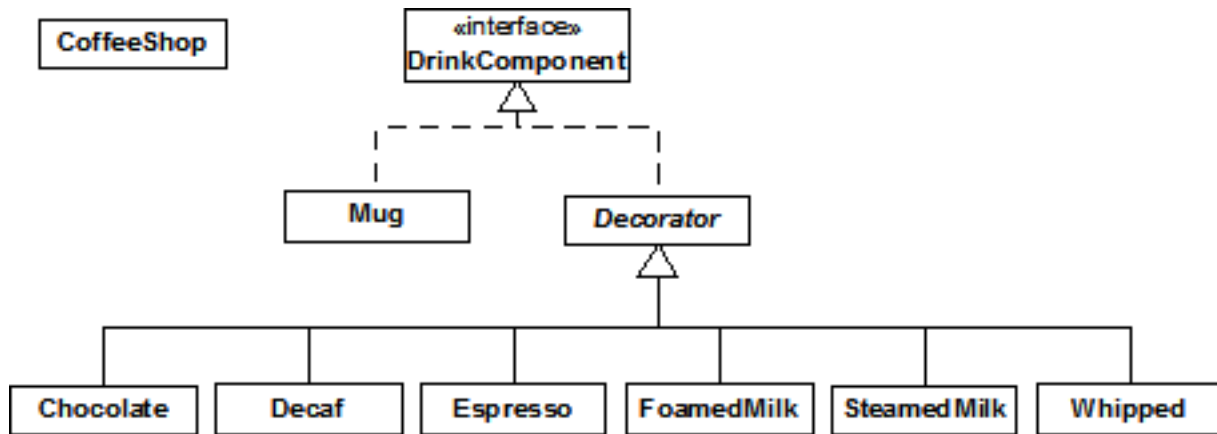 CoffeeShop
«interface»
DrinkComponent
Mug
Decorator
Chocolate
Decaf
Espresso
FoamedMilk
SteamedMilk
Whipped